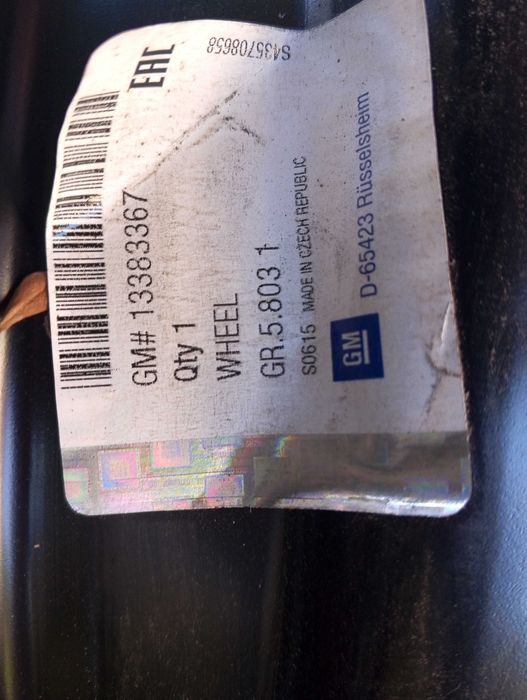 EAC
S435708658
GM# 13383367
Qty 1
WHEEL
GR.5.803 1
S0615 MADE IN CZECH REPUBLIC
GM
D-65423 Rüsselsheim